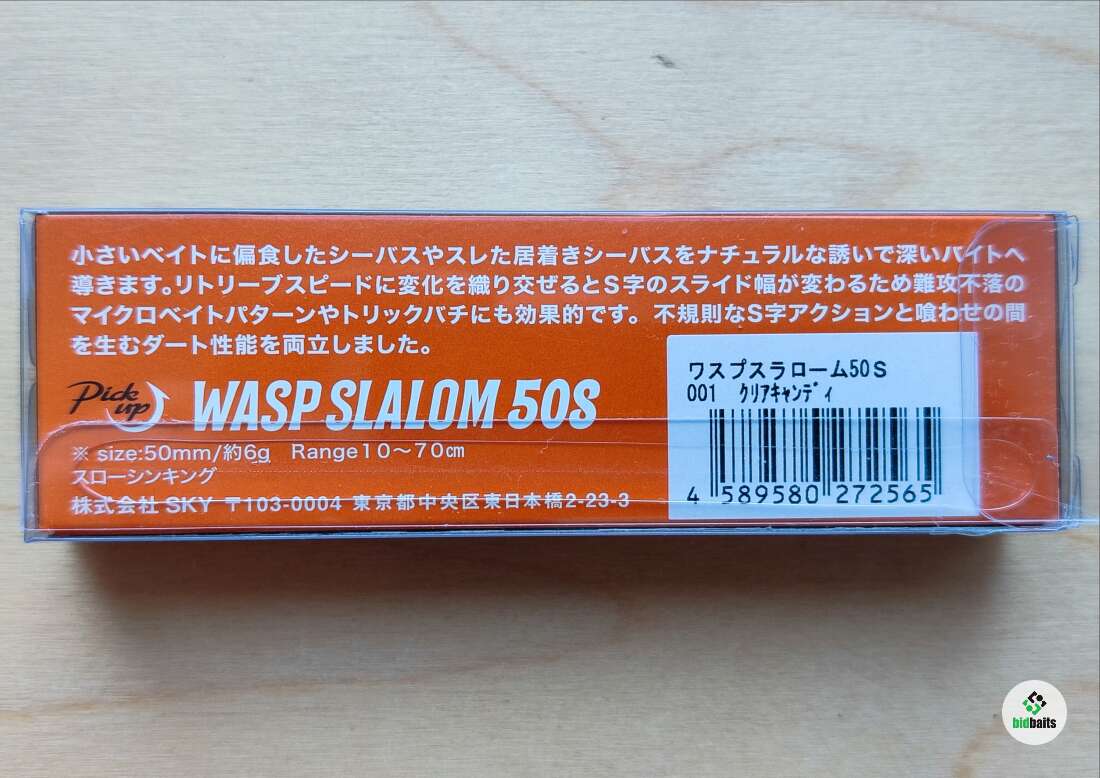 小さいベイトに偏食したシーバスやスレた居着きシーバスをナチュラルな誘いで深いバイトへ
導きます。リトリーブスピードに変化を織り交ぜるとS字のスライド幅が変わるため難攻不落の
マイクロベイトパターンやトリックバチにも効果的です。不規則なS字アクションと喰わせの間
を生むダート性能を両立しました。
Pick up WASP SLALOM 50S
※ size:50mm/約6g Range10〜70㎝
スローシンキング
株式会社 SKY 〒103-0004 東京都中央区東日本橋2-23-3
ワスプスラローム50S
001 クリアキャンディ
4 589580 272565
bidbaits